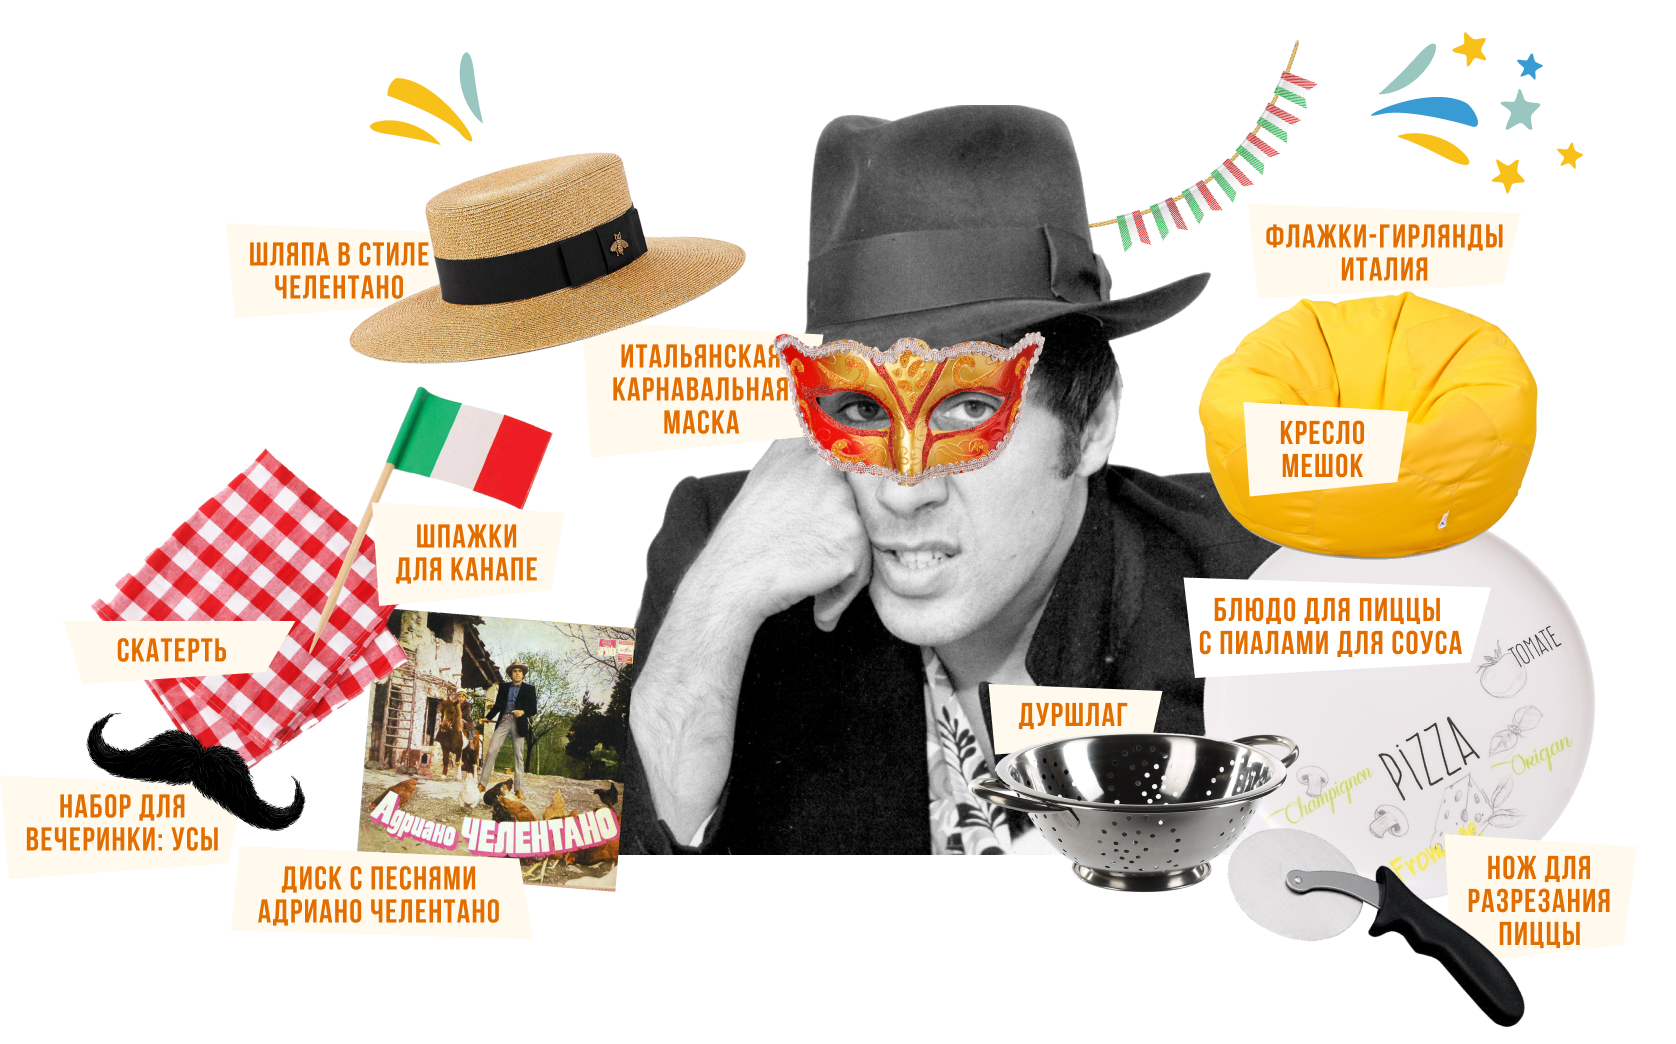 ШЛЯПА В СТИЛЕ
ЧЕЛЕНТАНО
ФЛАЖКИ-ГИРЛЯНДЫ
ИТАЛИЯ
ИТАЛЬЯНСКАЯ
КАРНАВАЛЬНАЯ
МАСКА
КРЕСЛО
МЕШОК
ШПАЖКИ
ДЛЯ КАНАПЕ
БЛЮДО ДЛЯ ПИЦЦЫ
С ПИАЛАМИ ДЛЯ СОУСА
СКАТЕРТЬ
TOMATE
ДУРШЛАГ
PiZZA
Origan
Champignon
НАБОР ДЛЯ
ВЕЧЕРИНКИ: УСЫ
Адриано ЧЕЛЕНТАНО
ДИСК С ПЕСНЯМИ
АДРИАНО ЧЕЛЕНТАНО
НОЖ ДЛЯ
РАЗРЕЗАНИЯ
ПИЦЦЫ